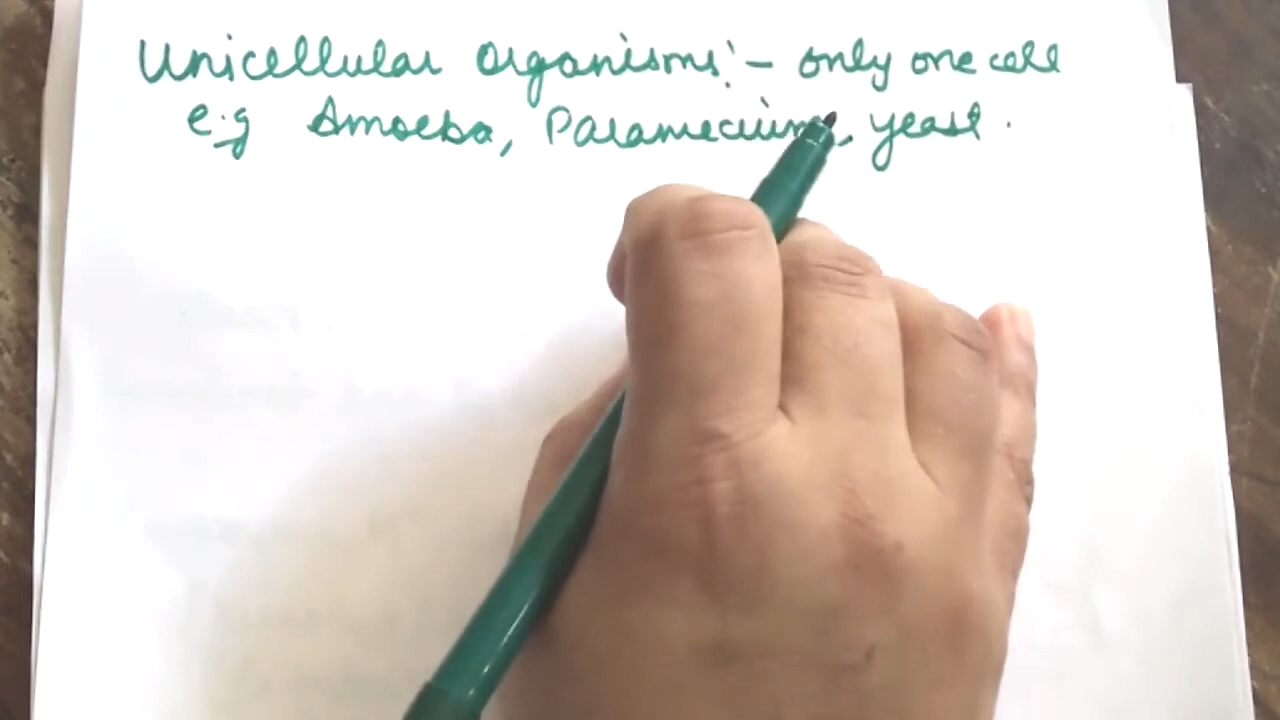 Unicellular Organisms:- only one cell
e.g Amoeba, Paramecium, yeast.